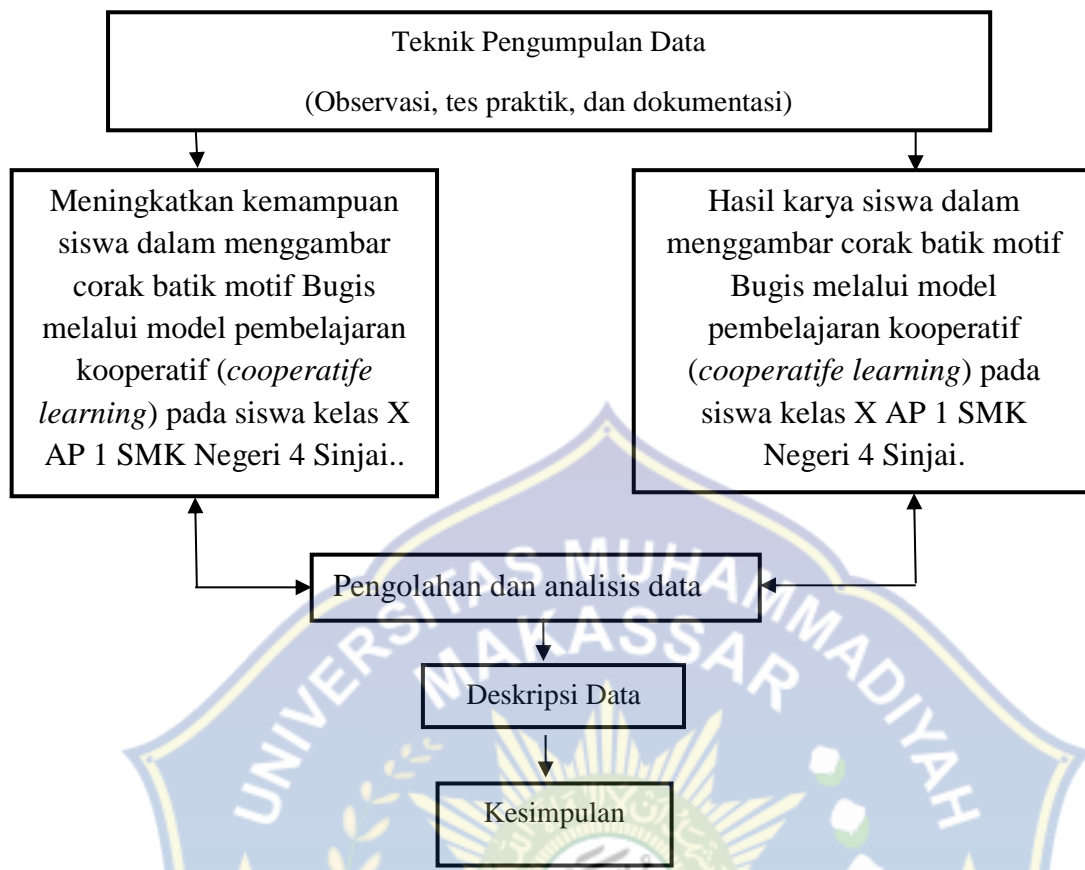 Teknik Pengumpulan Data
(Observasi, tes praktik, dan dokumentasi)
Meningkatkan kemampuan
siswa dalam menggambar
corak batik motif Bugis
melalui model pembelajaran
kooperatif (cooperatife
learning) pada siswa kelas X
AP 1 SMK Negeri 4 Sinjai..
Hasil karya siswa dalam
menggambar corak batik motif
Bugis melalui model
pembelajaran kooperatif
(cooperatife learning) pada
siswa kelas X AP 1 SMK
Negeri 4 Sinjai.
Pengolahan dan analisis data
Deskripsi Data
Kesimpulan
UNIVERSITAS MUHAMMADIYAH
MAKASSAR